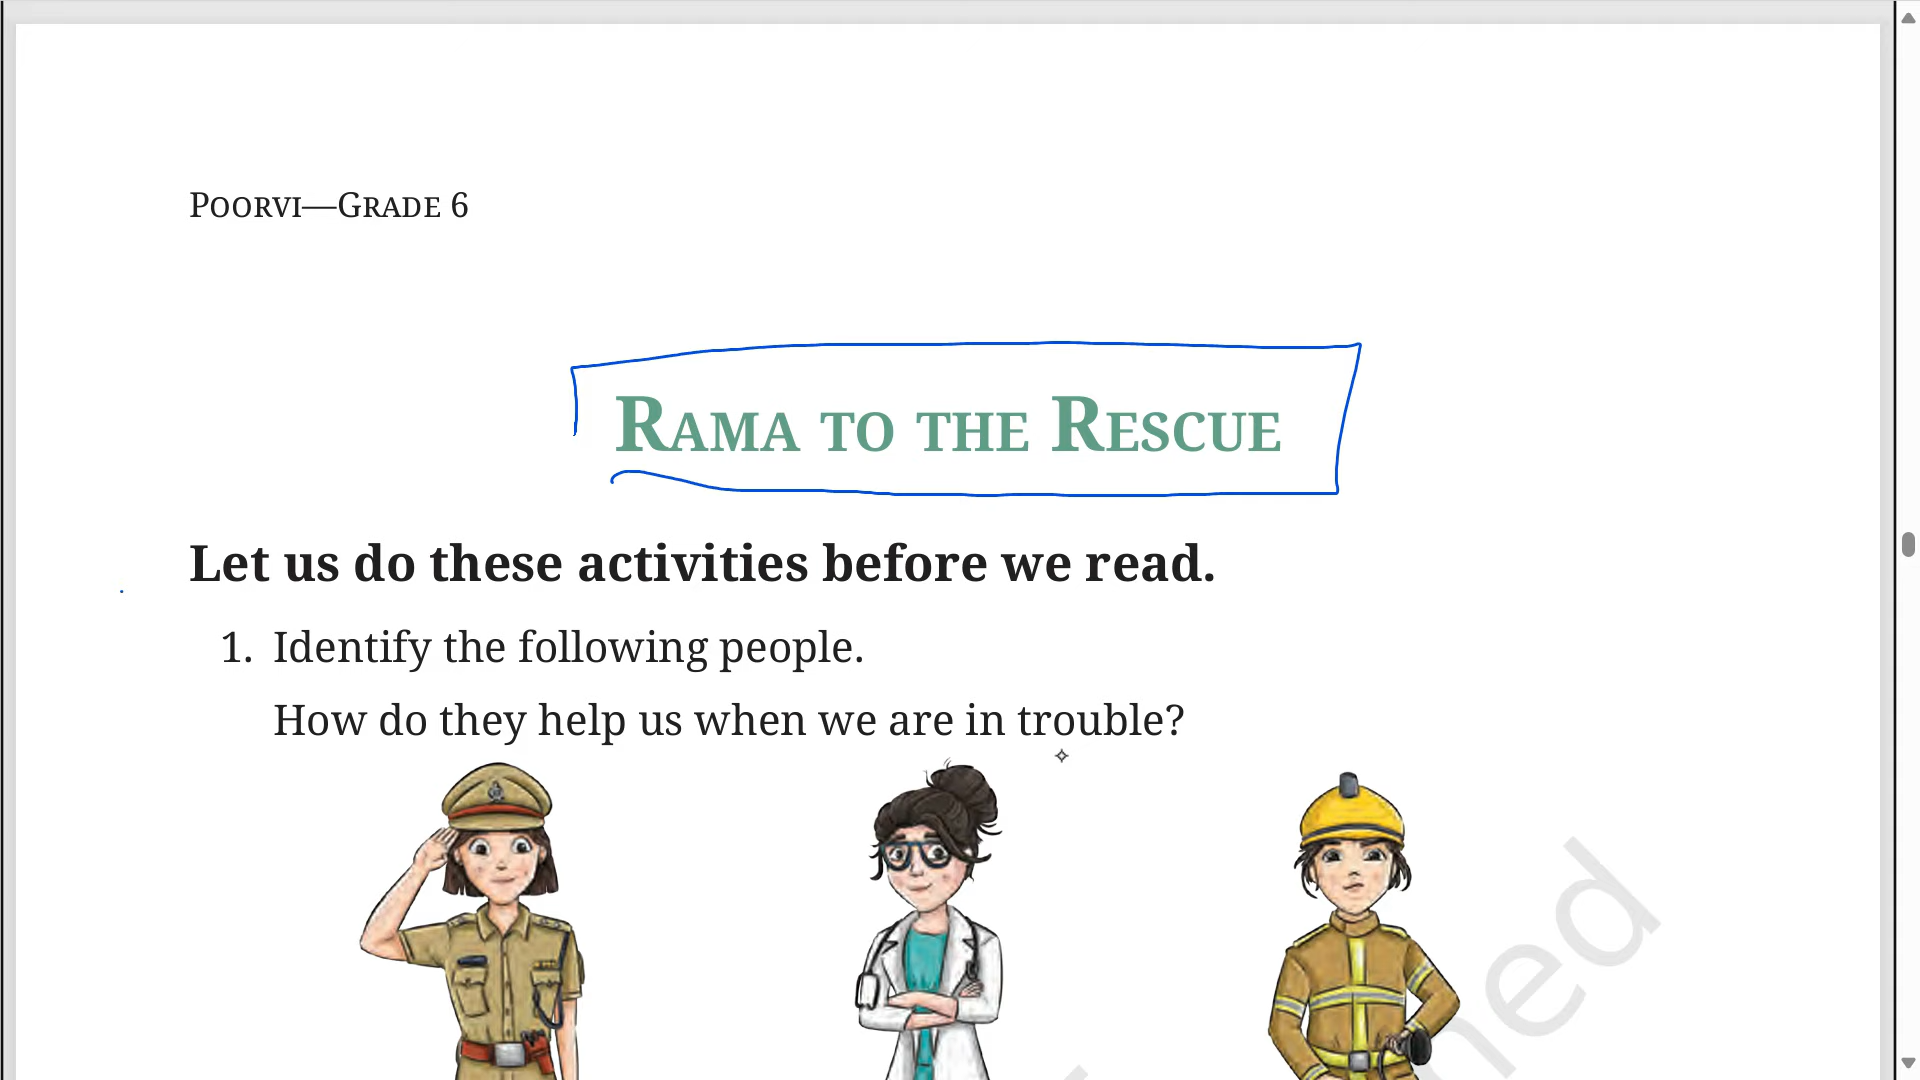 Poorvi—Grade 6
Rama to the Rescue
Let us do these activities before we read.
1. Identify the following people.
How do they help us when we are in trouble?